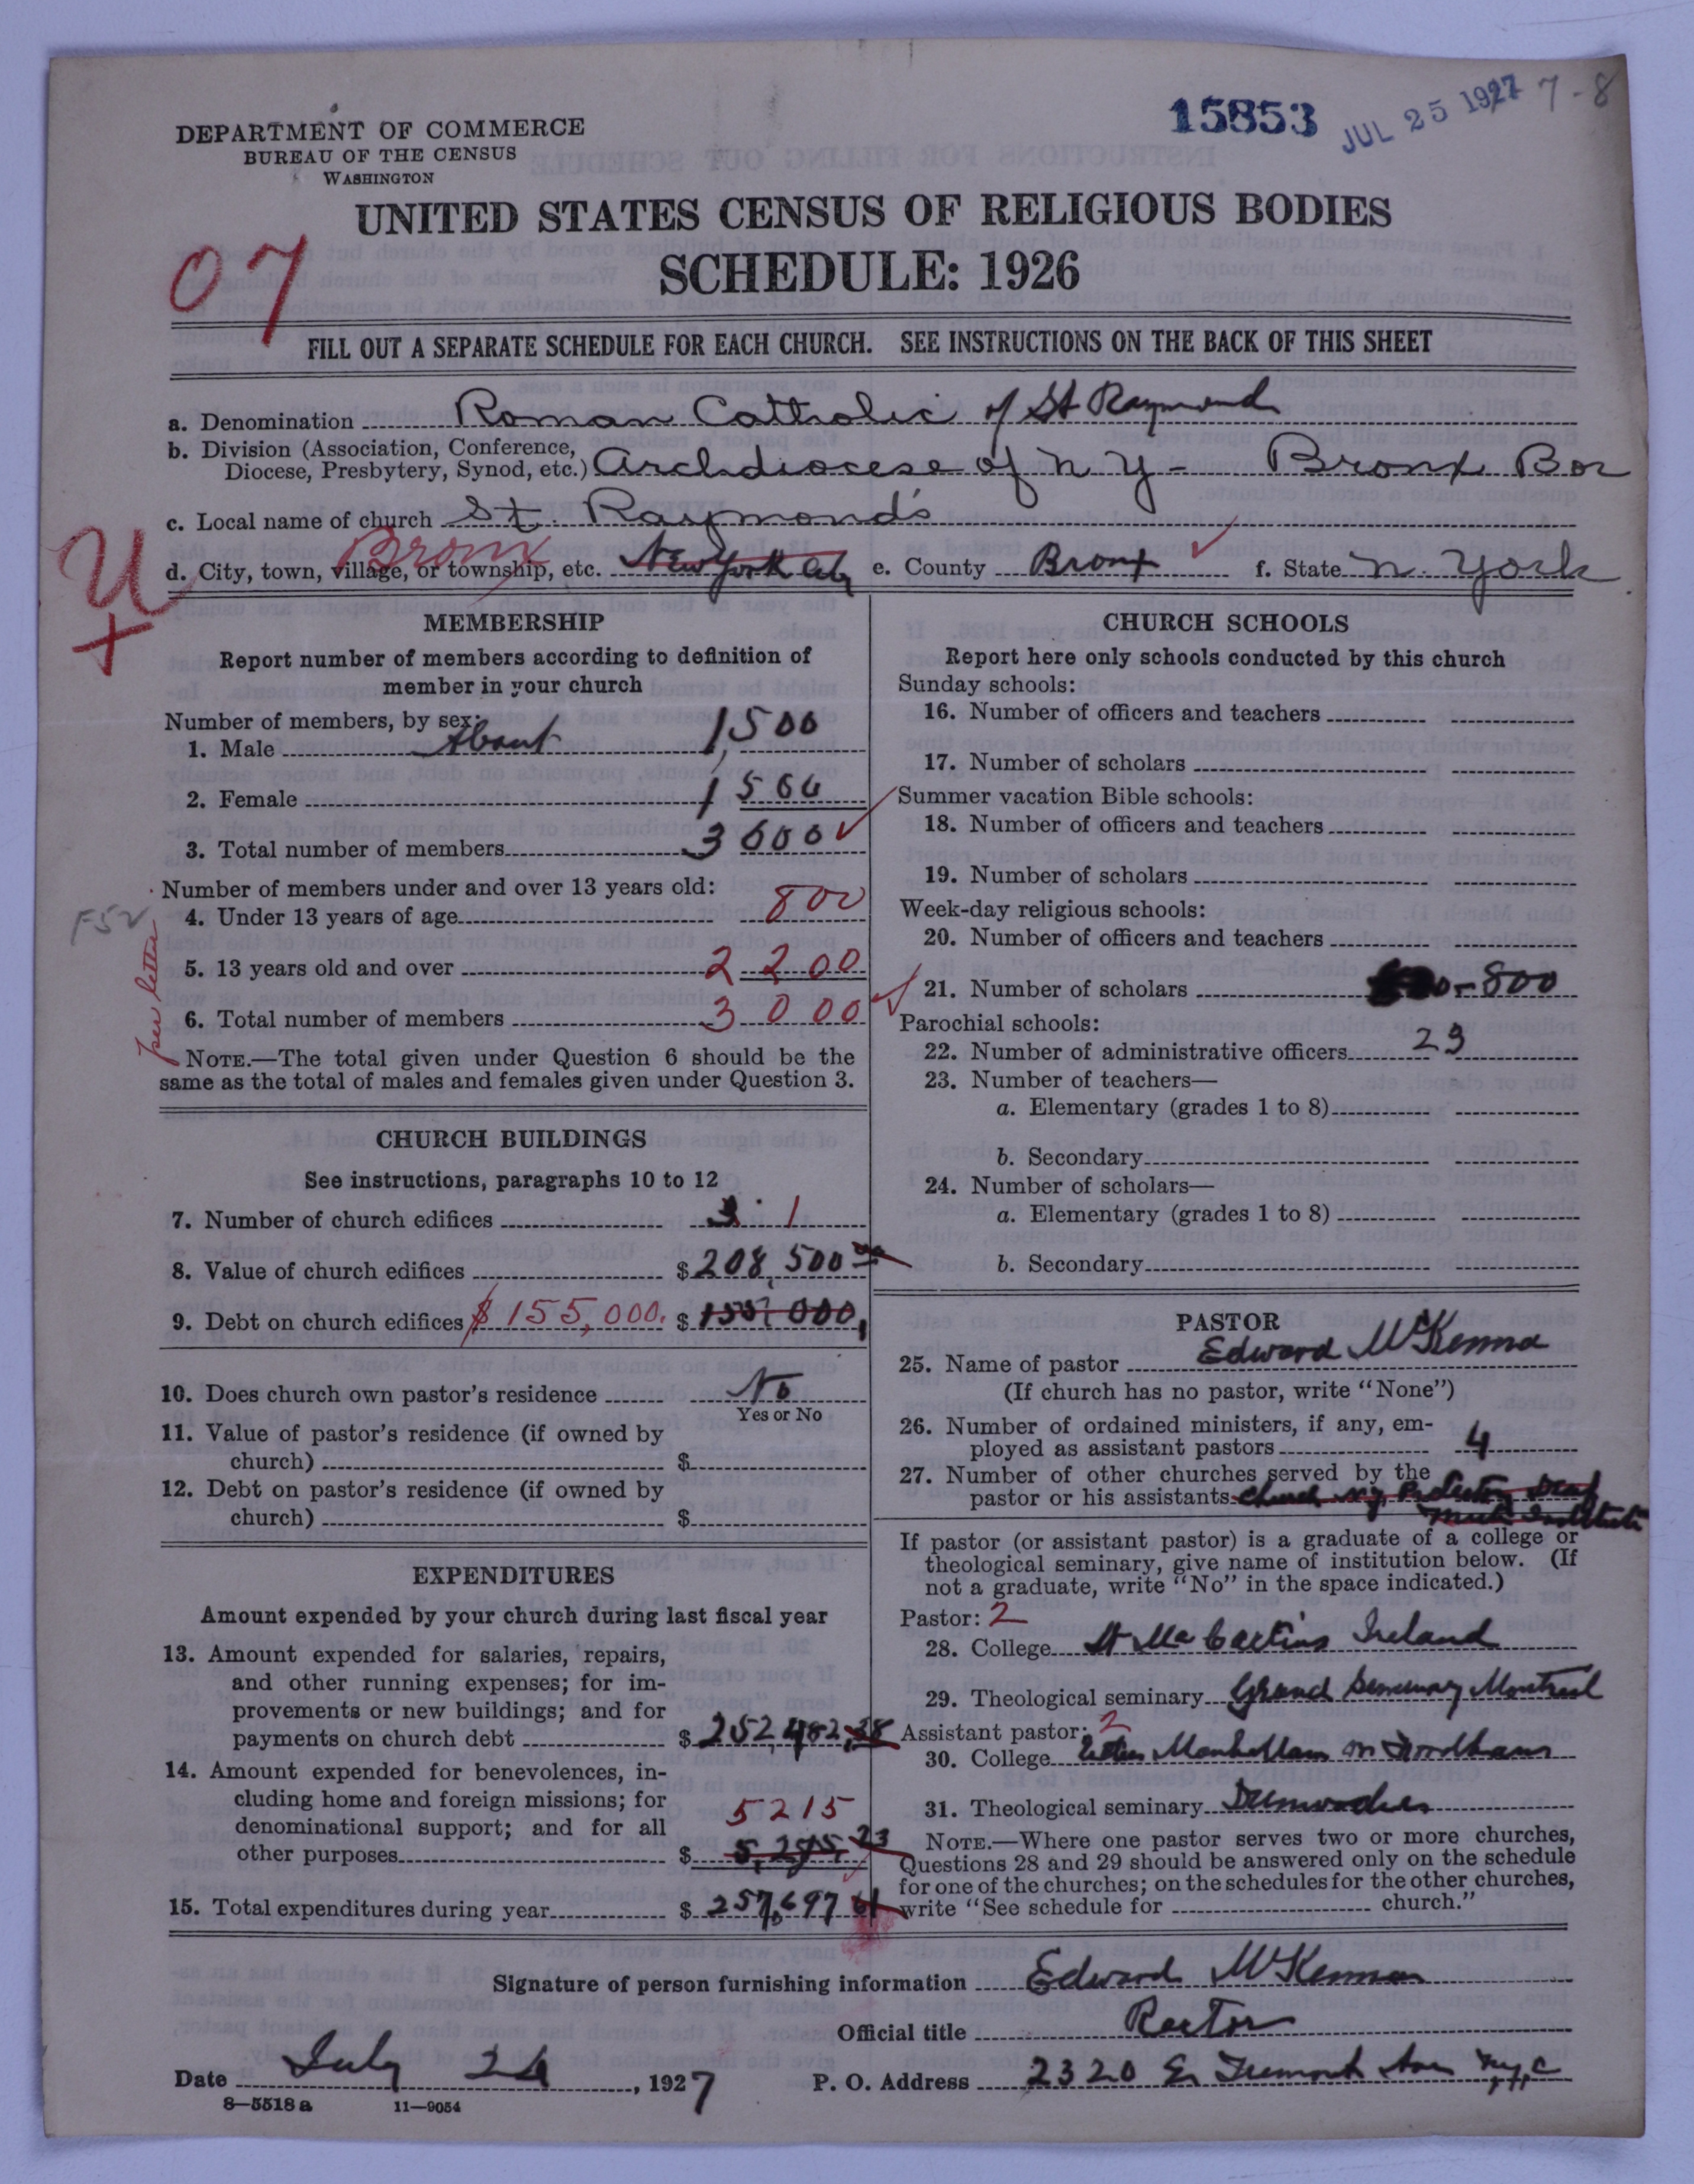 15853
JUL 25 1927 7-8
DEPARTMENT OF COMMERCE
BUREAU OF THE CENSUS
WASHINGTON
UNITED STATES CENSUS OF RELIGIOUS BODIES
07
SCHEDULE: 1926
FILL OUT A SEPARATE SCHEDULE FOR EACH CHURCH. SEE INSTRUCTIONS ON THE BACK OF THIS SHEET
a. Denomination Roman Catholic of St Raymond
b. Division (Association, Conference,
Diocese, Presbytery, Synod, etc.) Archdiocese of N Y - Bronx Bor
c. Local name of church St. Raymond's
U
+
Bronx
d. City, town, village, or township, etc. New York City e. County Bronx f. State N. York
MEMBERSHIP
Report number of members according to definition of
member in your church
Number of members, by sex:
1. Male About 1,500
2. Female 1500
3. Total number of members 3000
Number of members under and over 13 years old:
F52
4. Under 13 years of age 800
5. 13 years old and over 2200
6. Total number of members 3000
per letter
NOTE.—The total given under Question 6 should be the
same as the total of males and females given under Question 3.
CHURCH BUILDINGS
See instructions, paragraphs 10 to 12
7. Number of church edifices 3 1
8. Value of church edifices $ 208,500
9. Debt on church edifices $155,000. $ 155,000
10. Does church own pastor's residence No
Yes or No
11. Value of pastor's residence (if owned by
church) $
12. Debt on pastor's residence (if owned by
church) $
EXPENDITURES
Amount expended by your church during last fiscal year
13. Amount expended for salaries, repairs,
and other running expenses; for im-
provements or new buildings; and for
payments on church debt $ 252,482.38
14. Amount expended for benevolences, in-
cluding home and foreign missions; for
denominational support; and for all
5215
other purposes $ 5,215.23
15. Total expenditures during year $ 257,697 61
CHURCH SCHOOLS
Report here only schools conducted by this church
Sunday schools:
16. Number of officers and teachers
17. Number of scholars
Summer vacation Bible schools:
18. Number of officers and teachers
19. Number of scholars
Week-day religious schools:
20. Number of officers and teachers
21. Number of scholars 800
Parochial schools:
22. Number of administrative officers 23
23. Number of teachers—
a. Elementary (grades 1 to 8)
b. Secondary
24. Number of scholars—
a. Elementary (grades 1 to 8)
b. Secondary
PASTOR
25. Name of pastor Edward McKenna
(If church has no pastor, write "None")
26. Number of ordained ministers, if any, em-
ployed as assistant pastors 4
27. Number of other churches served by the
pastor or his assistants Church
If pastor (or assistant pastor) is a graduate of a college or
theological seminary, give name of institution below. (If
not a graduate, write "No" in the space indicated.)
Pastor: 2
28. College St MacCartins Ireland
29. Theological seminary Grand Seminary Montreal
Assistant pastor: 2
30. College either Manhattan or Fordham
31. Theological seminary Dunwoodie
NOTE.—Where one pastor serves two or more churches,
Questions 28 and 29 should be answered only on the schedule
for one of the churches; on the schedules for the other churches,
write "See schedule for church."
Signature of person furnishing information Edward McKenna
Official title Rector
Date July 24, 1927 P. O. Address 2320 E Tremont Ave N.Y.C
8—5518 a 11—9054